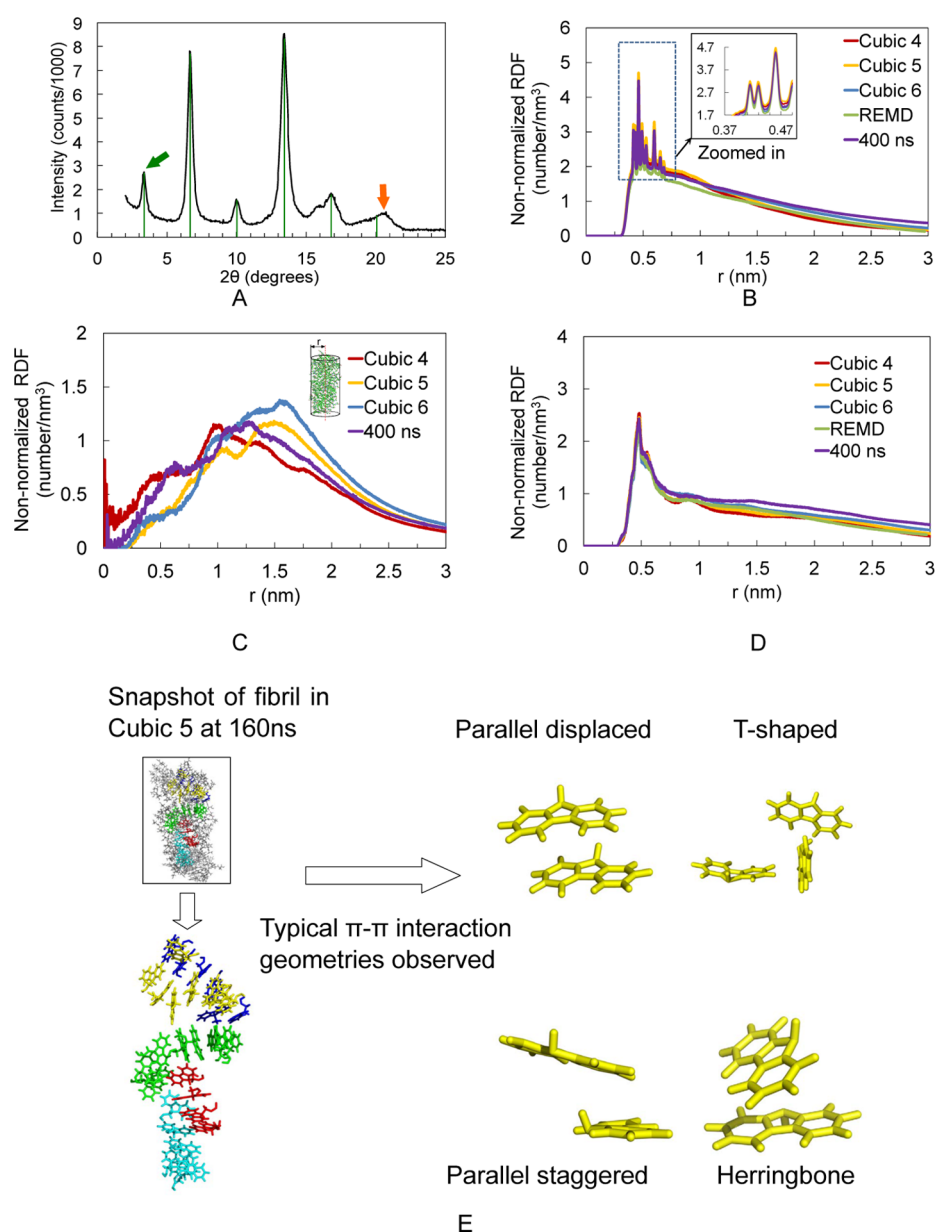 9
8
7
6
5
4
3
2
1
0
Intensity (counts/1000)
0 5 10 15 20 25
2θ (degrees)
A
6
5
4
3
2
1
0
Non-normalized RDF
(number/nm³)
4.7
3.7
2.7
1.7
0.37 0.47
Zoomed in
Cubic 4
Cubic 5
Cubic 6
REMD
400 ns
0 0.5 1 1.5 2 2.5 3
r (nm)
B
2
1.5
1
0.5
0
Non-normalized RDF
(number/nm³)
r
Cubic 4
Cubic 5
Cubic 6
400 ns
0 0.5 1 1.5 2 2.5 3
r (nm)
C
4
3
2
1
0
Non-normalized RDF
(number/nm³)
Cubic 4
Cubic 5
Cubic 6
REMD
400 ns
0 0.5 1 1.5 2 2.5 3
r (nm)
D
Snapshot of fibril in
Cubic 5 at 160ns
Typical π-π interaction
geometries observed
Parallel displaced
T-shaped
Parallel staggered
Herringbone
E